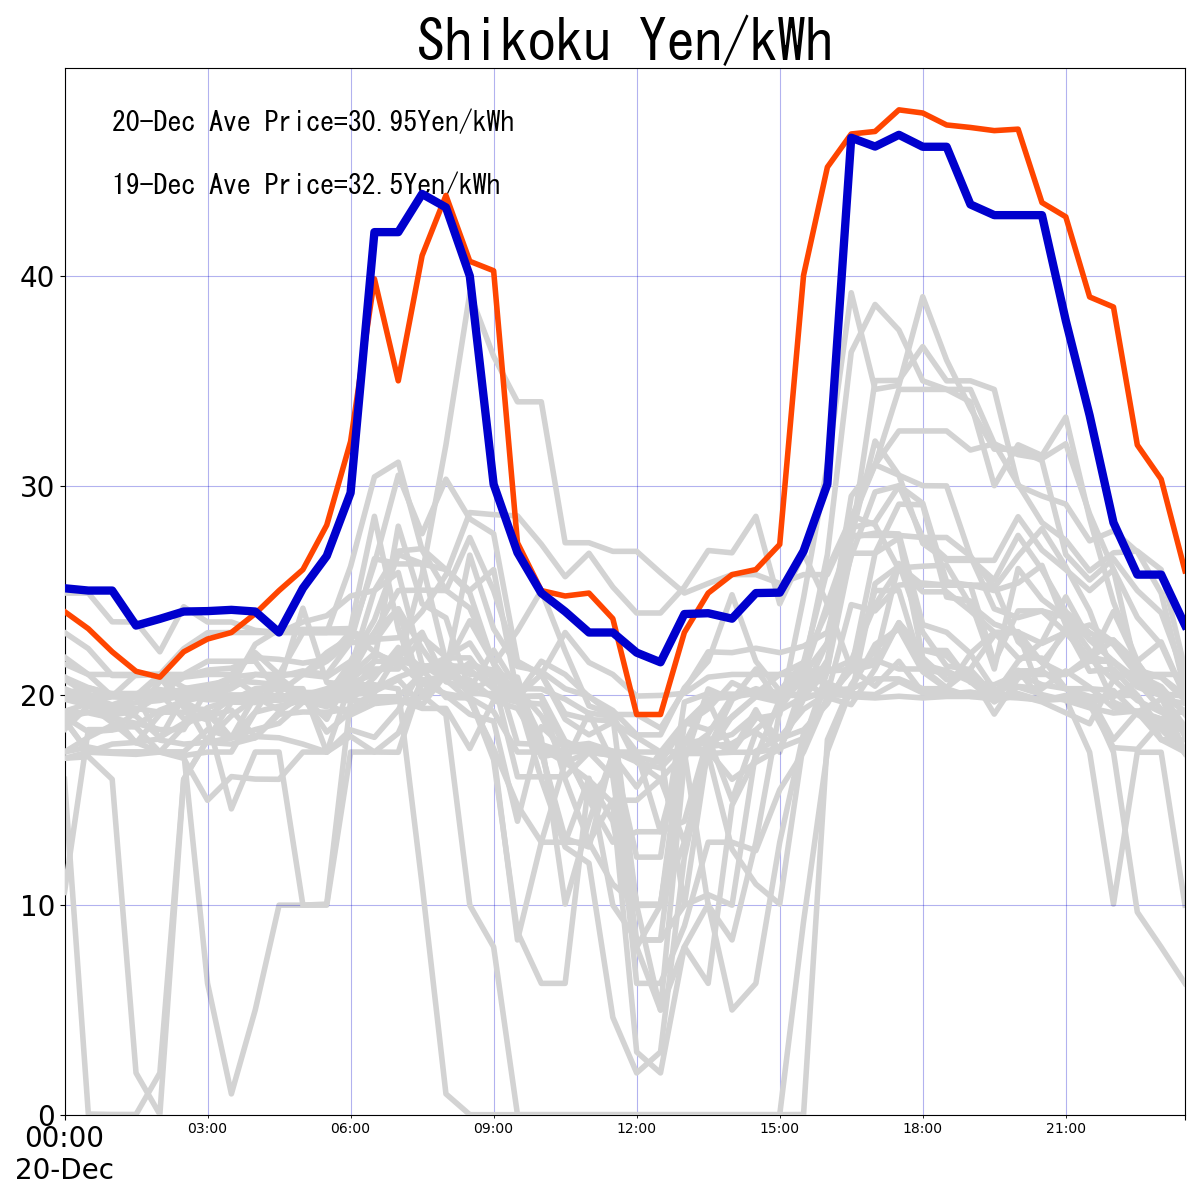 Shikoku Yen/kWh
20-Dec Ave Price=30.95Yen/kWh
19-Dec Ave Price=32.5Yen/kWh
40
30
20
10
0
00:00 03:00 06:00 09:00 12:00 15:00 18:00 21:00
20-Dec